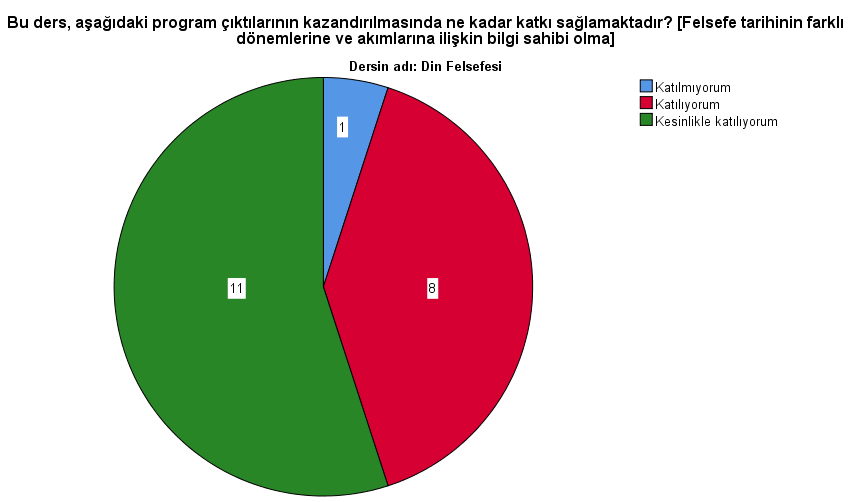 Bu ders, aşağıdaki program çıktılarının kazandırılmasında ne kadar katkı sağlamaktadır? [Felsefe tarihinin farklı
dönemlerine ve akımlarına ilişkin bilgi sahibi olma]
Dersin adı: Din Felsefesi
Katılmıyorum
Katılıyorum
Kesinlikle katılıyorum
1
11
8